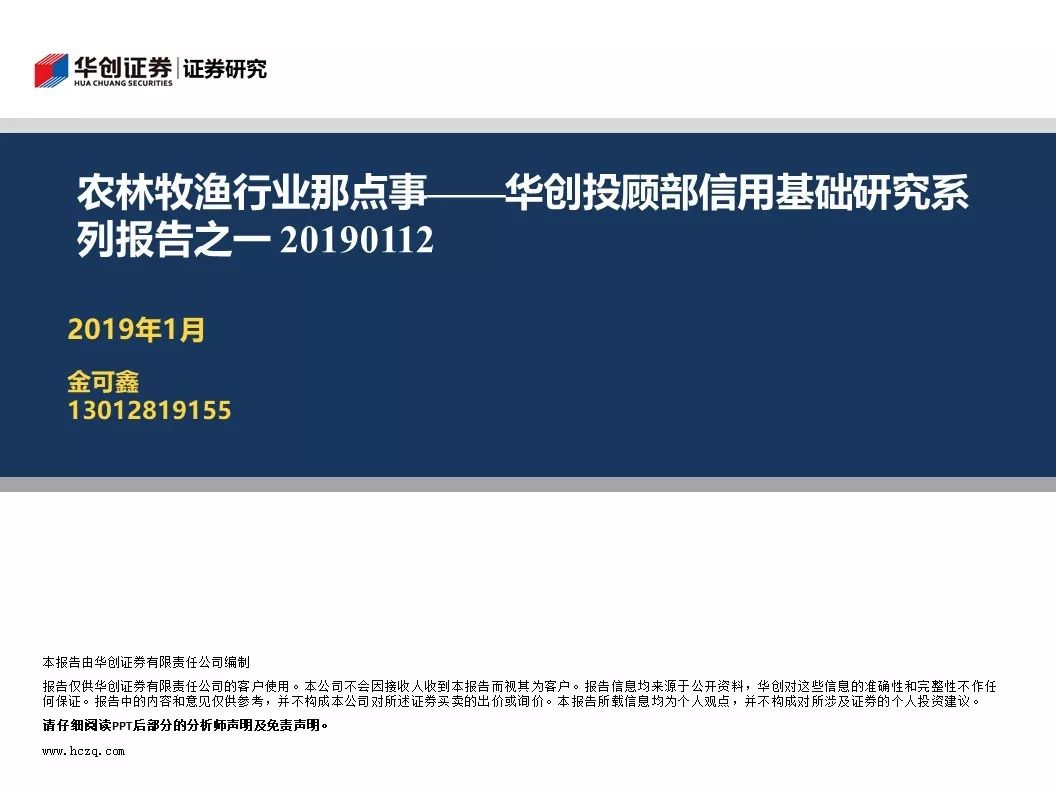 华创证券 | 证券研究
HUA CHUANG SECURITIES
农林牧渔行业那点事——华创投顾部信用基础研究系
列报告之一 20190112
2019年1月
金可鑫
13012819155
本报告由华创证券有限责任公司编制
报告仅供华创证券有限责任公司的客户使用。本公司不会因接收人收到本报告而视其为客户。报告信息均来源于公开资料，华创对这些信息的准确性和完整性不作任
何保证。报告中的内容和意见仅供参考，并不构成本公司对所述证券买卖的出价或询价。本报告所载信息均为个人观点，并不构成对所涉及证券的个人投资建议。
请仔细阅读PPT后部分的分析师声明及免责声明。
www.hczq.com